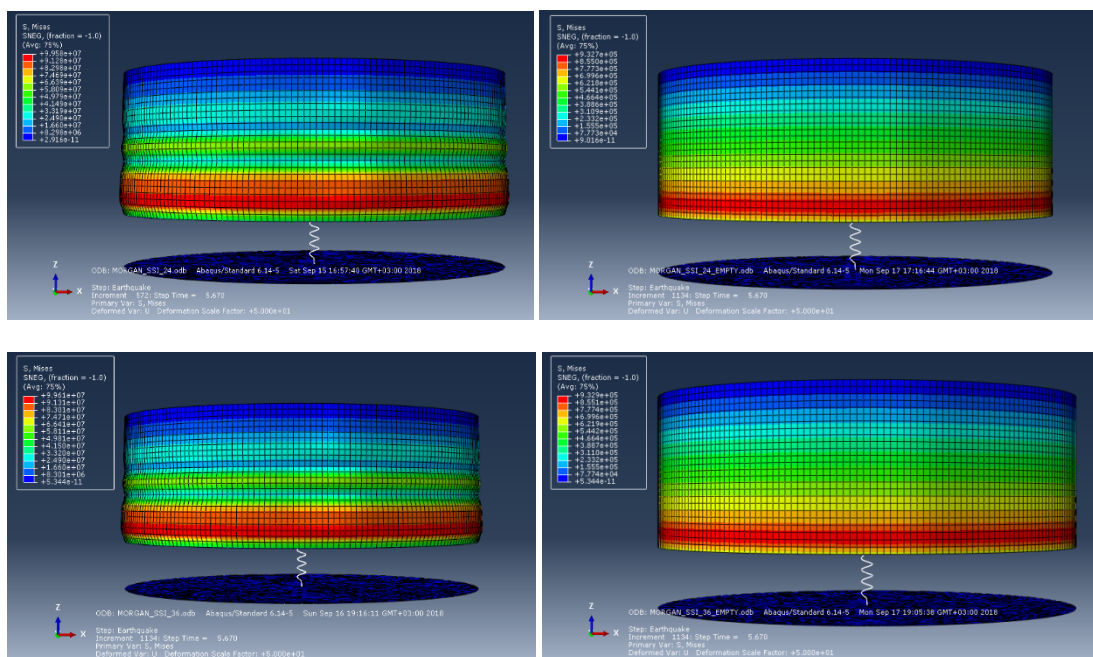 S, Mises
SNEG, (fraction = -1.0)
(Avg: 75%)
+9.958e+07
+9.128e+07
+8.298e+07
+7.469e+07
+6.639e+07
+5.809e+07
+4.979e+07
+4.149e+07
+3.319e+07
+2.490e+07
+1.660e+07
+8.298e+06
+2.916e-11
Z
X
ODB: MORGAN_SSI_24.odb Abaqus/Standard 6.14-5 Sat Sep 15 16:57:40 GMT+03:00 2018
Step: Earthquake
Increment 572: Step Time = 5.670
Primary Var: S, Mises
Deformed Var: U Deformation Scale Factor: +5.000e+01
S, Mises
SNEG, (fraction = -1.0)
(Avg: 75%)
+9.327e+05
+8.550e+05
+7.773e+05
+6.996e+05
+6.218e+05
+5.441e+05
+4.664e+05
+3.886e+05
+3.109e+05
+2.332e+05
+1.555e+05
+7.773e+04
+9.016e-11
Z
X
ODB: MORGAN_SSI_24_EMPTY.odb Abaqus/Standard 6.14-5 Mon Sep 17 17:16:44 GMT+03:00 2018
Step: Earthquake
Increment 1134: Step Time = 5.670
Primary Var: S, Mises
Deformed Var: U Deformation Scale Factor: +5.000e+01
S, Mises
SNEG, (fraction = -1.0)
(Avg: 75%)
+9.961e+07
+9.131e+07
+8.301e+07
+7.471e+07
+6.641e+07
+5.811e+07
+4.981e+07
+4.150e+07
+3.320e+07
+2.490e+07
+1.660e+07
+8.301e+06
+5.344e-11
Z
X
ODB: MORGAN_SSI_36.odb Abaqus/Standard 6.14-5 Sun Sep 16 19:16:11 GMT+03:00 2018
Step: Earthquake
Increment 1134: Step Time = 5.670
Primary Var: S, Mises
Deformed Var: U Deformation Scale Factor: +5.000e+01
S, Mises
SNEG, (fraction = -1.0)
(Avg: 75%)
+9.329e+05
+8.551e+05
+7.774e+05
+6.996e+05
+6.219e+05
+5.442e+05
+4.664e+05
+3.887e+05
+3.110e+05
+2.332e+05
+1.555e+05
+7.774e+04
+5.344e-11
Z
X
ODB: MORGAN_SSI_36_EMPTY.odb Abaqus/Standard 6.14-5 Mon Sep 17 19:05:38 GMT+03:00 2018
Step: Earthquake
Increment 1134: Step Time = 5.670
Primary Var: S, Mises
Deformed Var: U Deformation Scale Factor: +5.000e+01